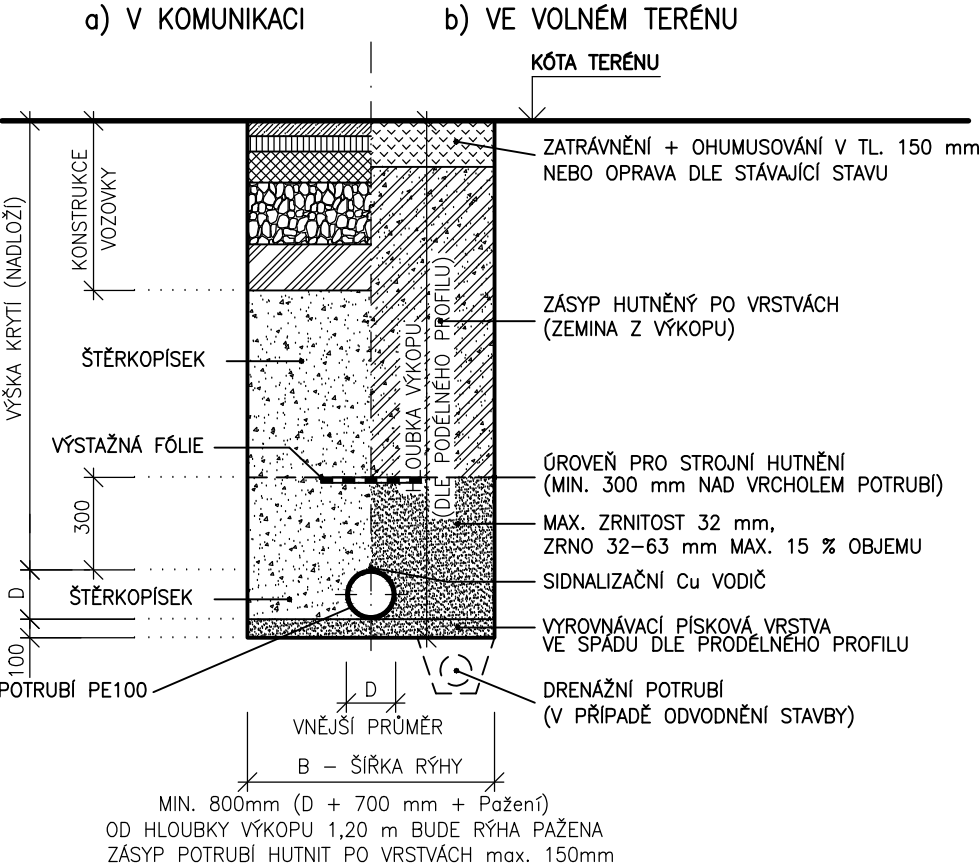 a) V KOMUNIKACI
b) VE VOLNÉM TERÉNU
KÓTA TERÉNU
ZATRÁVNĚNÍ + OHUMUSOVÁNÍ V TL. 150 mm
NEBO OPRAVA DLE STÁVAJÍCÍ STAVU
KONSTRUKCE
VOZOVKY
VÝŠKA KRYTÍ (NADLOŽÍ)
ZÁSYP HUTNĚNÝ PO VRSTVÁCH
(ZEMINA Z VÝKOPU)
HLOUBKA VÝKOPU
(DLE PODÉLNÉHO PROFILU)
ŠTĚRKOPÍSEK
VÝSTAŽNÁ FÓLIE
ÚROVEŇ PRO STROJNÍ HUTNĚNÍ
(MIN. 300 mm NAD VRCHOLEM POTRUBÍ)
300
MAX. ZRNITOST 32 mm,
ZRNO 32–63 mm MAX. 15 % OBJEMU
SIDNALIZAČNÍ Cu VODIČ
D
ŠTĚRKOPÍSEK
100
VYROVNÁVACÍ PÍSKOVÁ VRSTVA
VE SPÁDU DLE PRODÉLNÉHO PROFILU
POTRUBÍ PE100
D
DRENÁŽNÍ POTRUBÍ
(V PŘÍPADĚ ODVODNĚNÍ STAVBY)
VNĚJŠÍ PRŮMĚR
B – ŠÍŘKA RÝHY
MIN. 800mm (D + 700 mm + Pažení)
OD HLOUBKY VÝKOPU 1,20 m BUDE RÝHA PAŽENA
ZÁSYP POTRUBÍ HUTNIT PO VRSTVÁCH max. 150mm